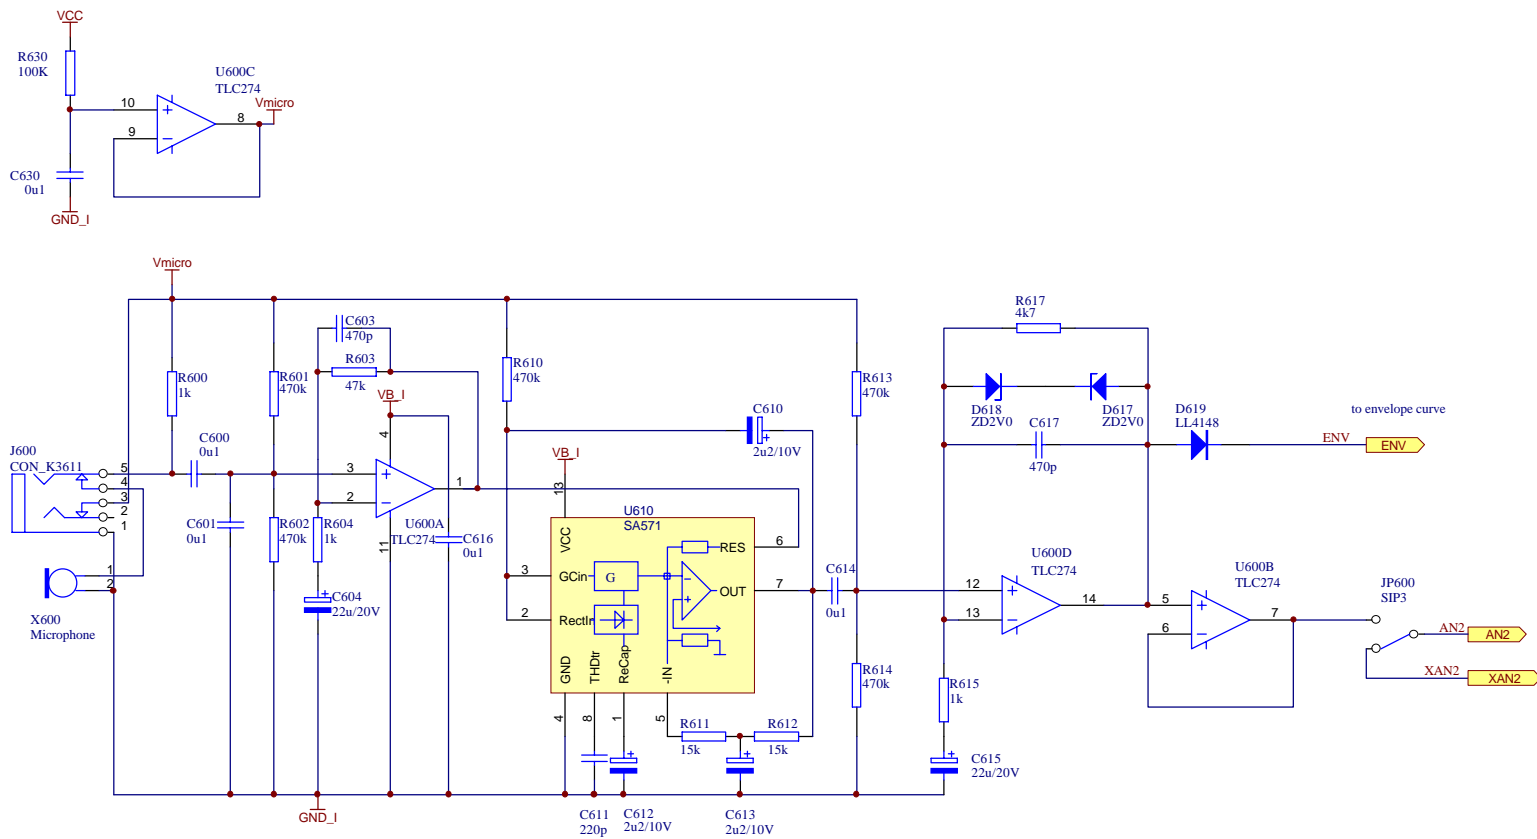 VCC
R630
100K
U600C
TLC274
10
9
8
Vmicro
C630
0u1
GND_I
Vmicro
R617
4k7
C603
470p
R603
47k
R600
1k
R601
470k
VB_I
R610
470k
R613
470k
D618
ZD2V0
D617
ZD2V0
D619
LL4148
to envelope curve
ENV
ENV
C610
2u2/10V
C617
470p
J600
CON_K3611
5
4
3
2
1
C600
0u1
4
3
2
1
11
U600A
TLC274
C616
0u1
C601
0u1
R602
470k
R604
1k
C604
22u/20V
1
2
X600
Microphone
VB_I
13
U610
SA571
VCC
RES
6
3
GCin
G
OUT
7
2
RectIn
GND
THDtr
ReCap
-IN
4
8
1
5
C614
0u1
R611
15k
R612
15k
C611
220p
C612
2u2/10V
C613
2u2/10V
R614
470k
12
13
14
U600D
TLC274
5
6
7
U600B
TLC274
R615
1k
C615
22u/20V
JP600
SIP3
AN2
AN2
XAN2
XAN2
GND_I